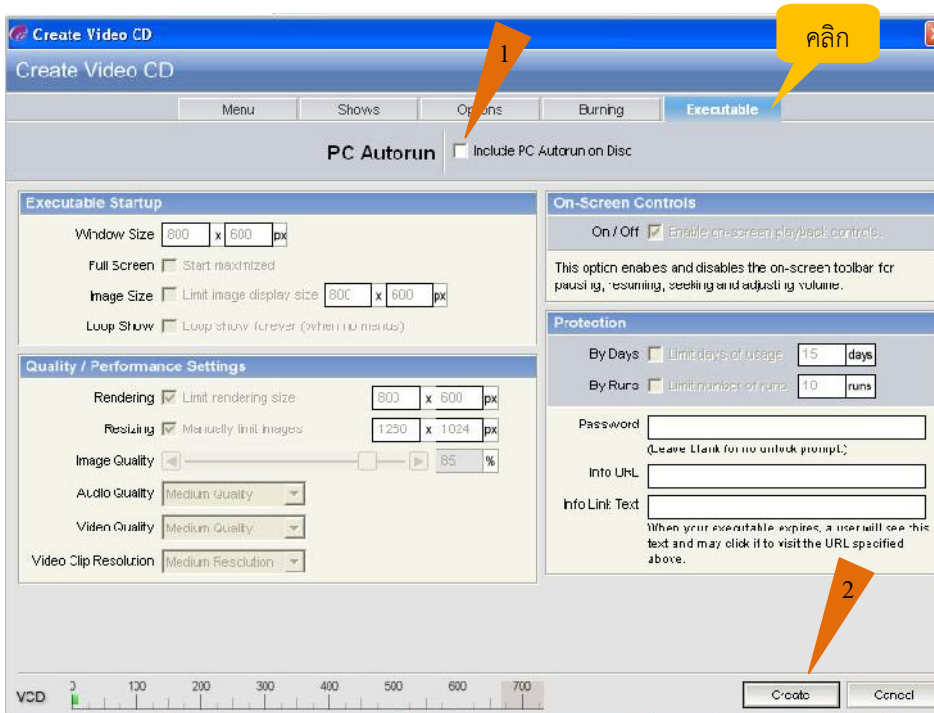 Create Video CD
คลิก
1
Create Video CD
Menu Shows Options Burning Executable
PC Autorun Include PC Autorun on Disc
Executable Startup
Window Size 800 x 600 px
Full Screen Start maximized
Image Size Limit image display size 800 x 600 px
Loop Show Loop show forever (when no menus)
Quality / Performance Settings
Rendering Limit rendering size 800 x 600 px
Resizing Manually limit images 1280 x 1024 px
Image Quality 85 %
Audio Quality Medium Quality
Video Quality Medium Quality
Video Clip Resolution Medium Resolution
On-Screen Controls
On / Off Enable on-screen playback controls.
This option enables and disables the on-screen toolbar for
pausing, resuming, seeking and adjusting volume.
Protection
By Days Limit days of usage 15 days
By Runs Limit number of runs 10 runs
Password
(Leave blank for no unlock prompt.)
Info URL
Info Link Text
When your executable expires, a user will see this
text and may click it to visit the URL specified
above.
2
VCD 0 100 200 300 400 500 600 700
Create Cancel